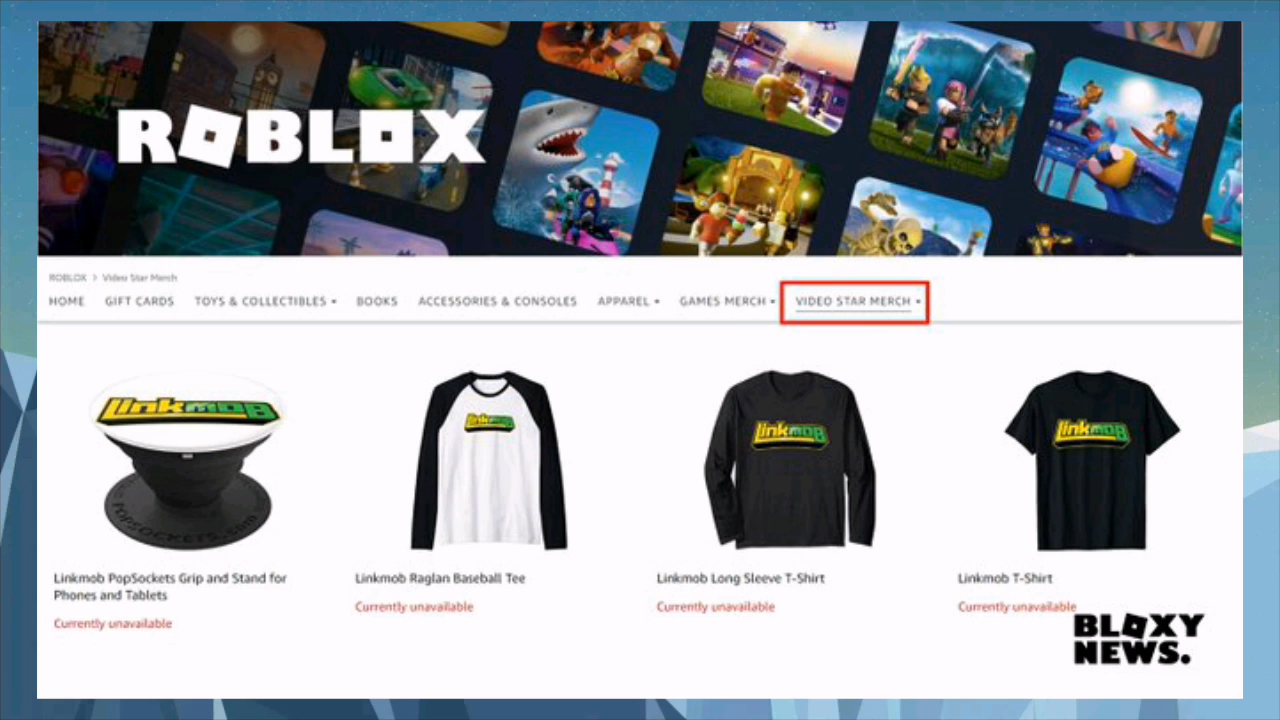 ROBLOX
ROBLOX > Video Star Merch
HOME GIFT CARDS TOYS & COLLECTIBLES BOOKS ACCESSORIES & CONSOLES APPAREL GAMES MERCH VIDEO STAR MERCH
linkmob linkmob linkmob linkmob
POPSOCKETS.COM
Linkmob PopSockets Grip and Stand for
Phones and Tablets
Currently unavailable
Linkmob Raglan Baseball Tee
Currently unavailable
Linkmob Long Sleeve T-Shirt
Currently unavailable
Linkmob T-Shirt
Currently unavailable
BLOXY
NEWS.